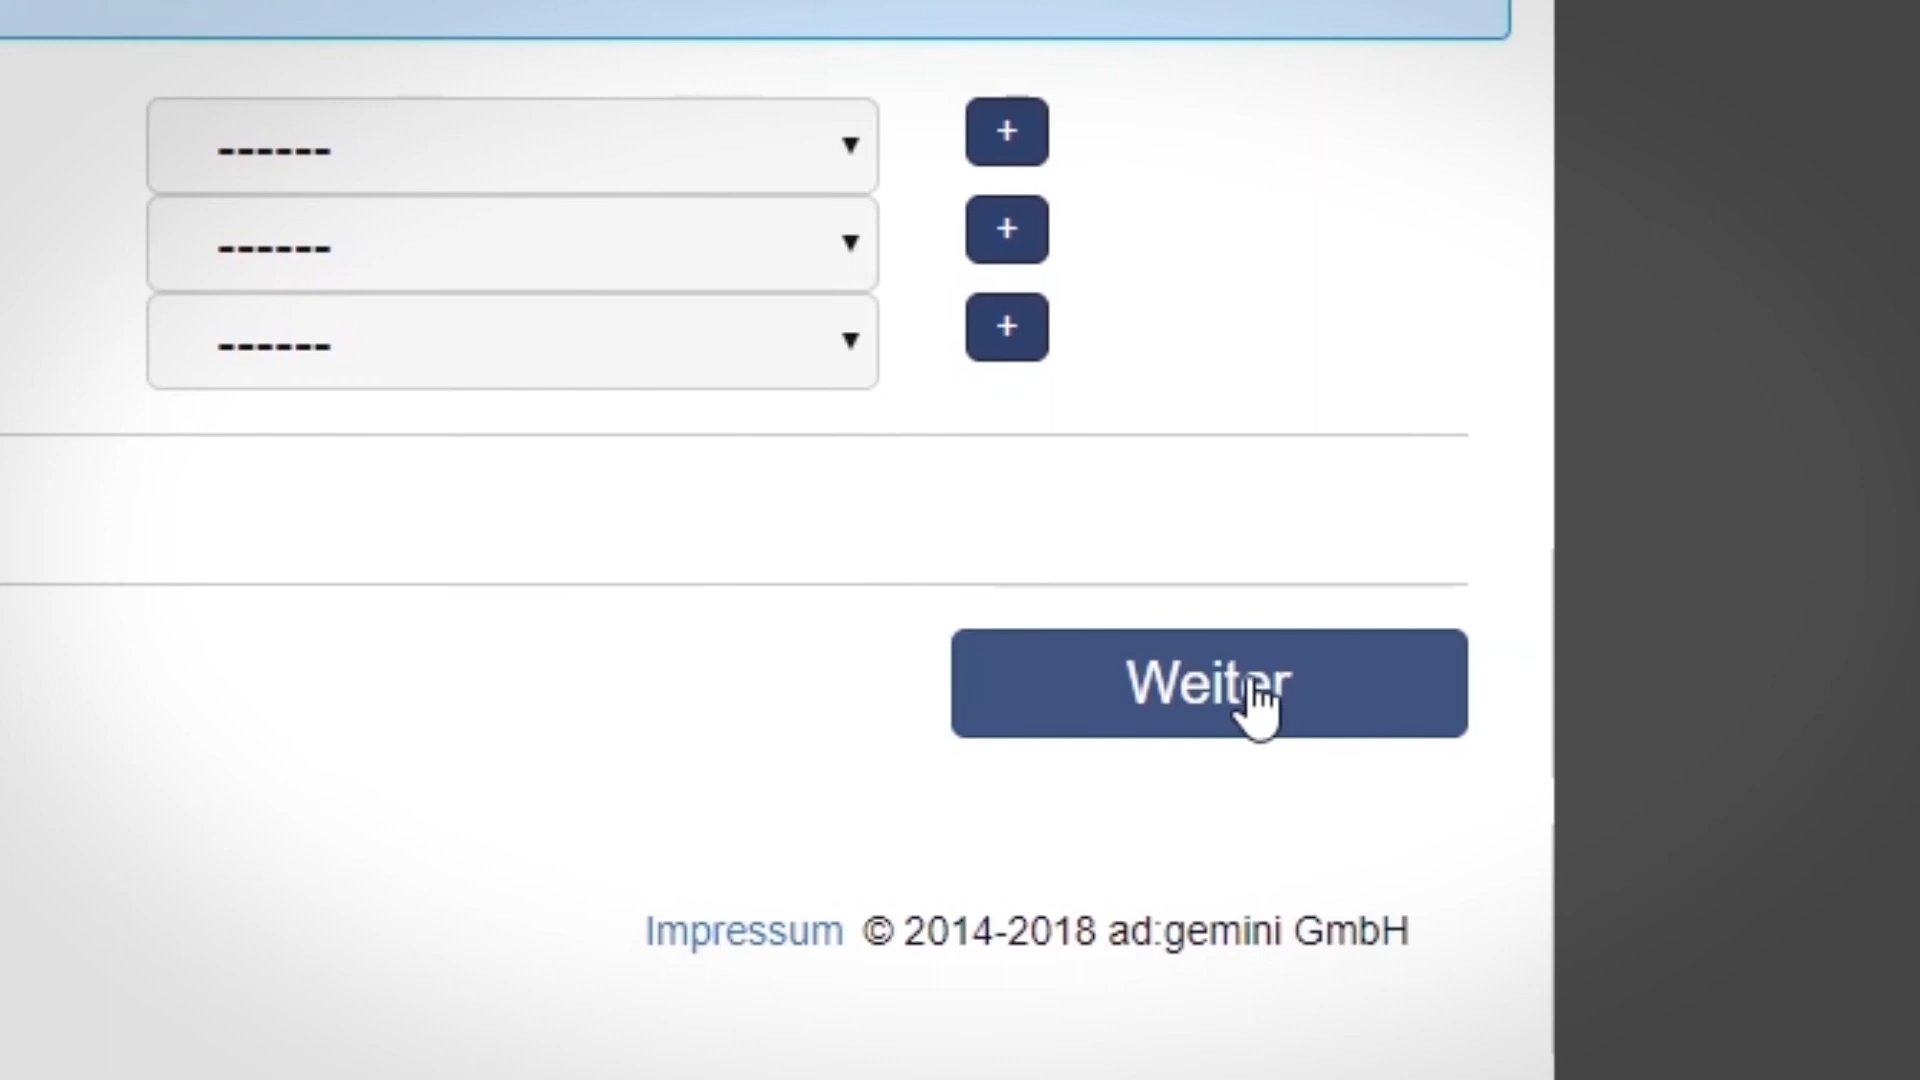 ------ ▼ +
------ ▼ +
------ ▼ +
Weiter
Impressum © 2014-2018 ad:gemini GmbH